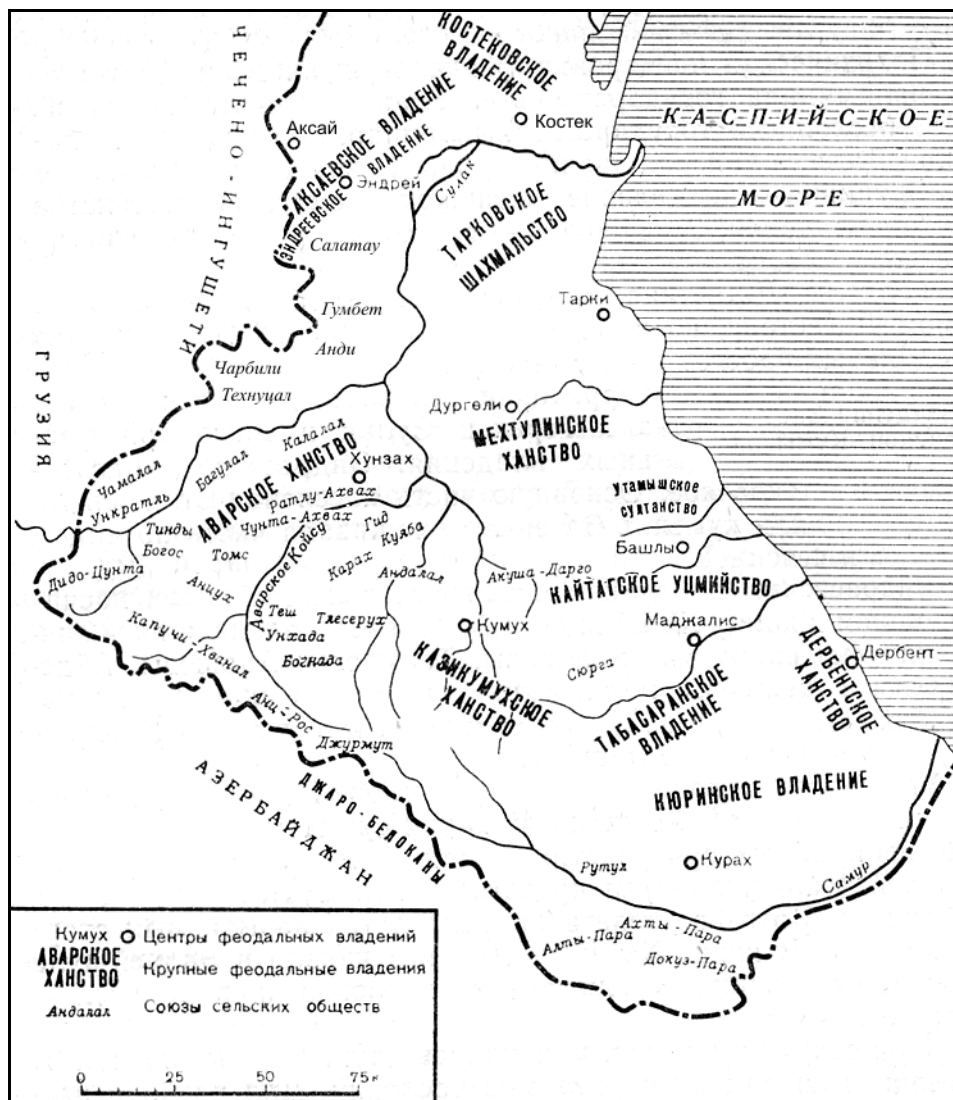 КОСТЕКОВСКОЕ
ВЛАДЕНИЕ
ЧЕЧЕНО-ИНГУШЕТИ
Аксай
Костек
КАСПИЙСКОЕ
МОРЕ
АКСАЕВСКОЕ ВЛАДЕНИЕ
ЭНДРЕЕВСКОЕ ВЛАДЕНИЕ
Эндрей
Сулак
ТАРКОВСКОЕ
ШАХМАЛЬСТВО
Салатау
Тарки
Гумбет
Анди
ГРУЗИЯ
Чарбили
Технуцал
Дургели
МЕХТУЛИНСКОЕ
ХАНСТВО
Калалал
Багулал
Чамалал
Ункратль
АВАРСКОЕ ХАНСТВО
Хунзах
Ратлу-Ахвах
Чунта-Ахвах
Тинды
Богос
Томс
Гид
Куяба
Утамышское
султанство
Башлы
Дидо-Цунта
Анцух
Аварское Койсу
Карах
Андалал
Акуша-Дарго
КАЙТАГСКОЕ УЦМИЙСТВО
Капучи-Хванал
Теш
Унхада
Тлесерух
Кумух
Маджалис
Богнада
КАЗИКУМУХСКОЕ
ХАНСТВО
Сюрга
ТАБАСАРАНСКОЕ
ВЛАДЕНИЕ
ДЕРБЕНТСКОЕ
ХАНСТВО
Дербент
Анц-Рос
Джурмут
АЗЕРБАЙДЖАН
ДЖАРО-БЕЛОКАНЫ
КЮРИНСКОЕ ВЛАДЕНИЕ
Рутул
Курах
Самур
Ахты-Пара
Алты-Пара
Докуз-Пара
Кумух Центры феодальных владений
АВАРСКОЕ
ХАНСТВО Крупные феодальные владения
Андалал Союзы сельских обществ
0 25 50 75 к